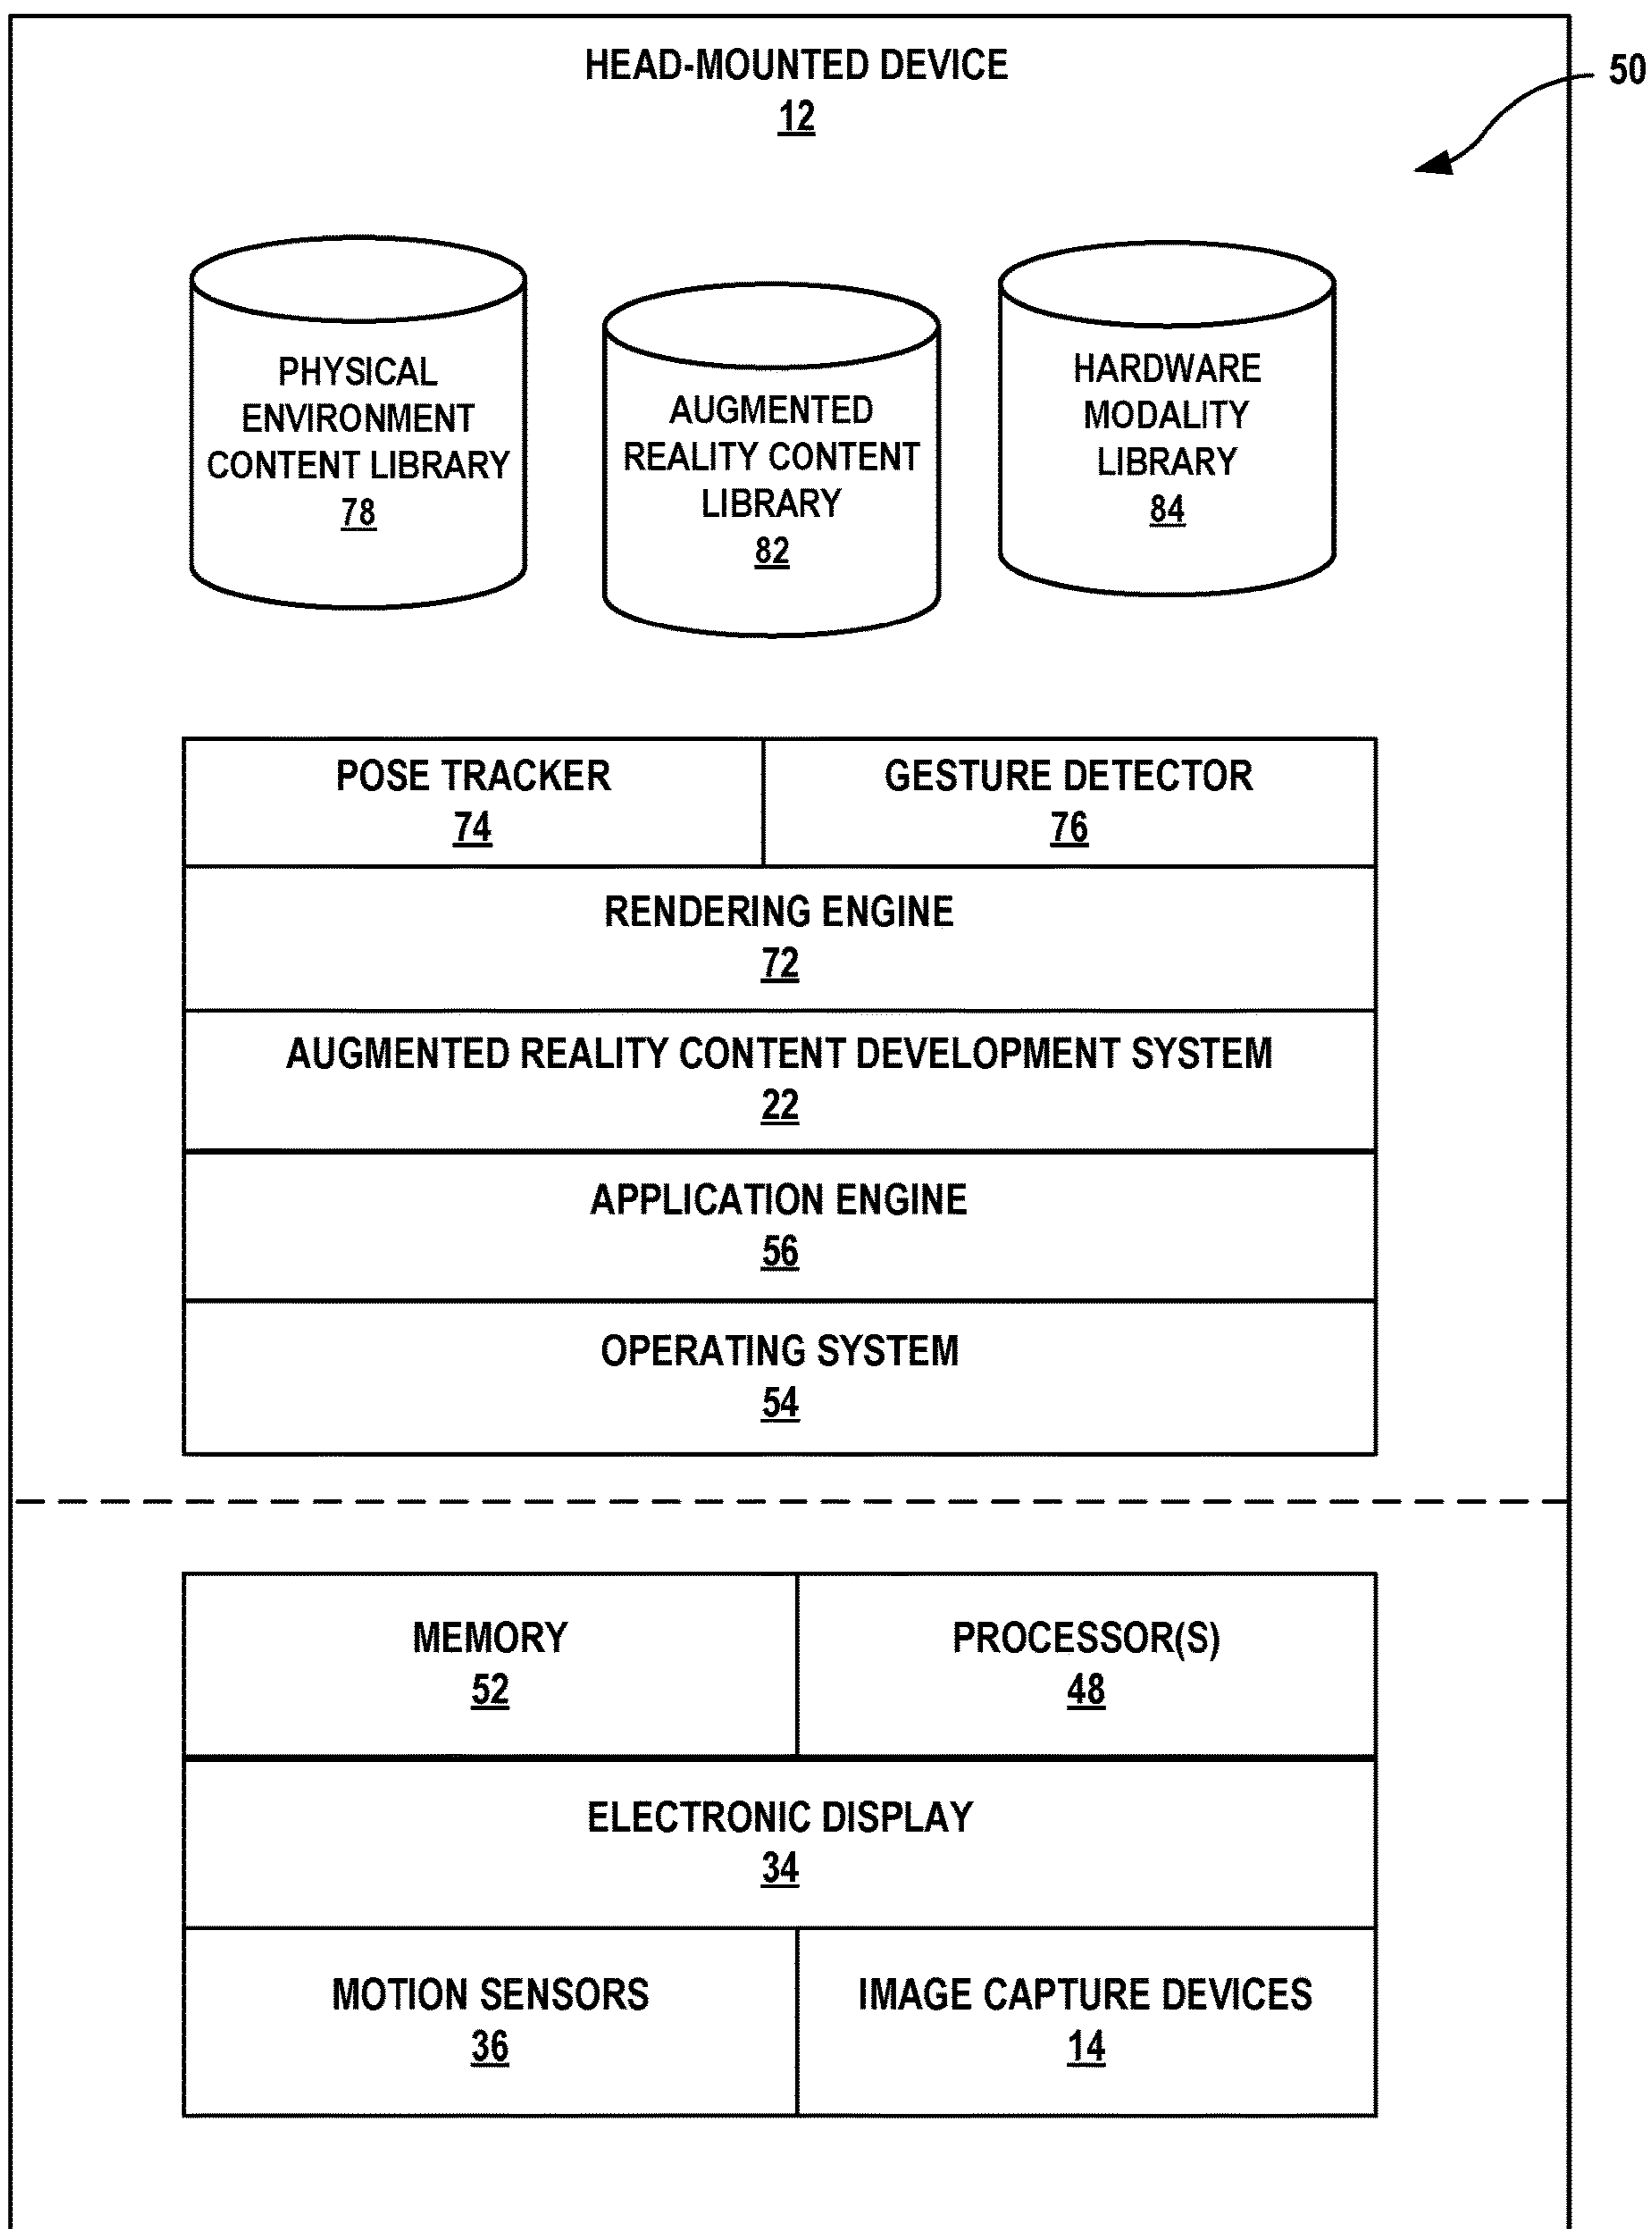 HEAD-MOUNTED DEVICE
12
50
PHYSICAL
ENVIRONMENT
CONTENT LIBRARY
78
AUGMENTED
REALITY CONTENT
LIBRARY
82
HARDWARE
MODALITY
LIBRARY
84
POSE TRACKER
74
GESTURE DETECTOR
76
RENDERING ENGINE
72
AUGMENTED REALITY CONTENT DEVELOPMENT SYSTEM
22
APPLICATION ENGINE
56
OPERATING SYSTEM
54
MEMORY
52
PROCESSOR(S)
48
ELECTRONIC DISPLAY
34
MOTION SENSORS
36
IMAGE CAPTURE DEVICES
14